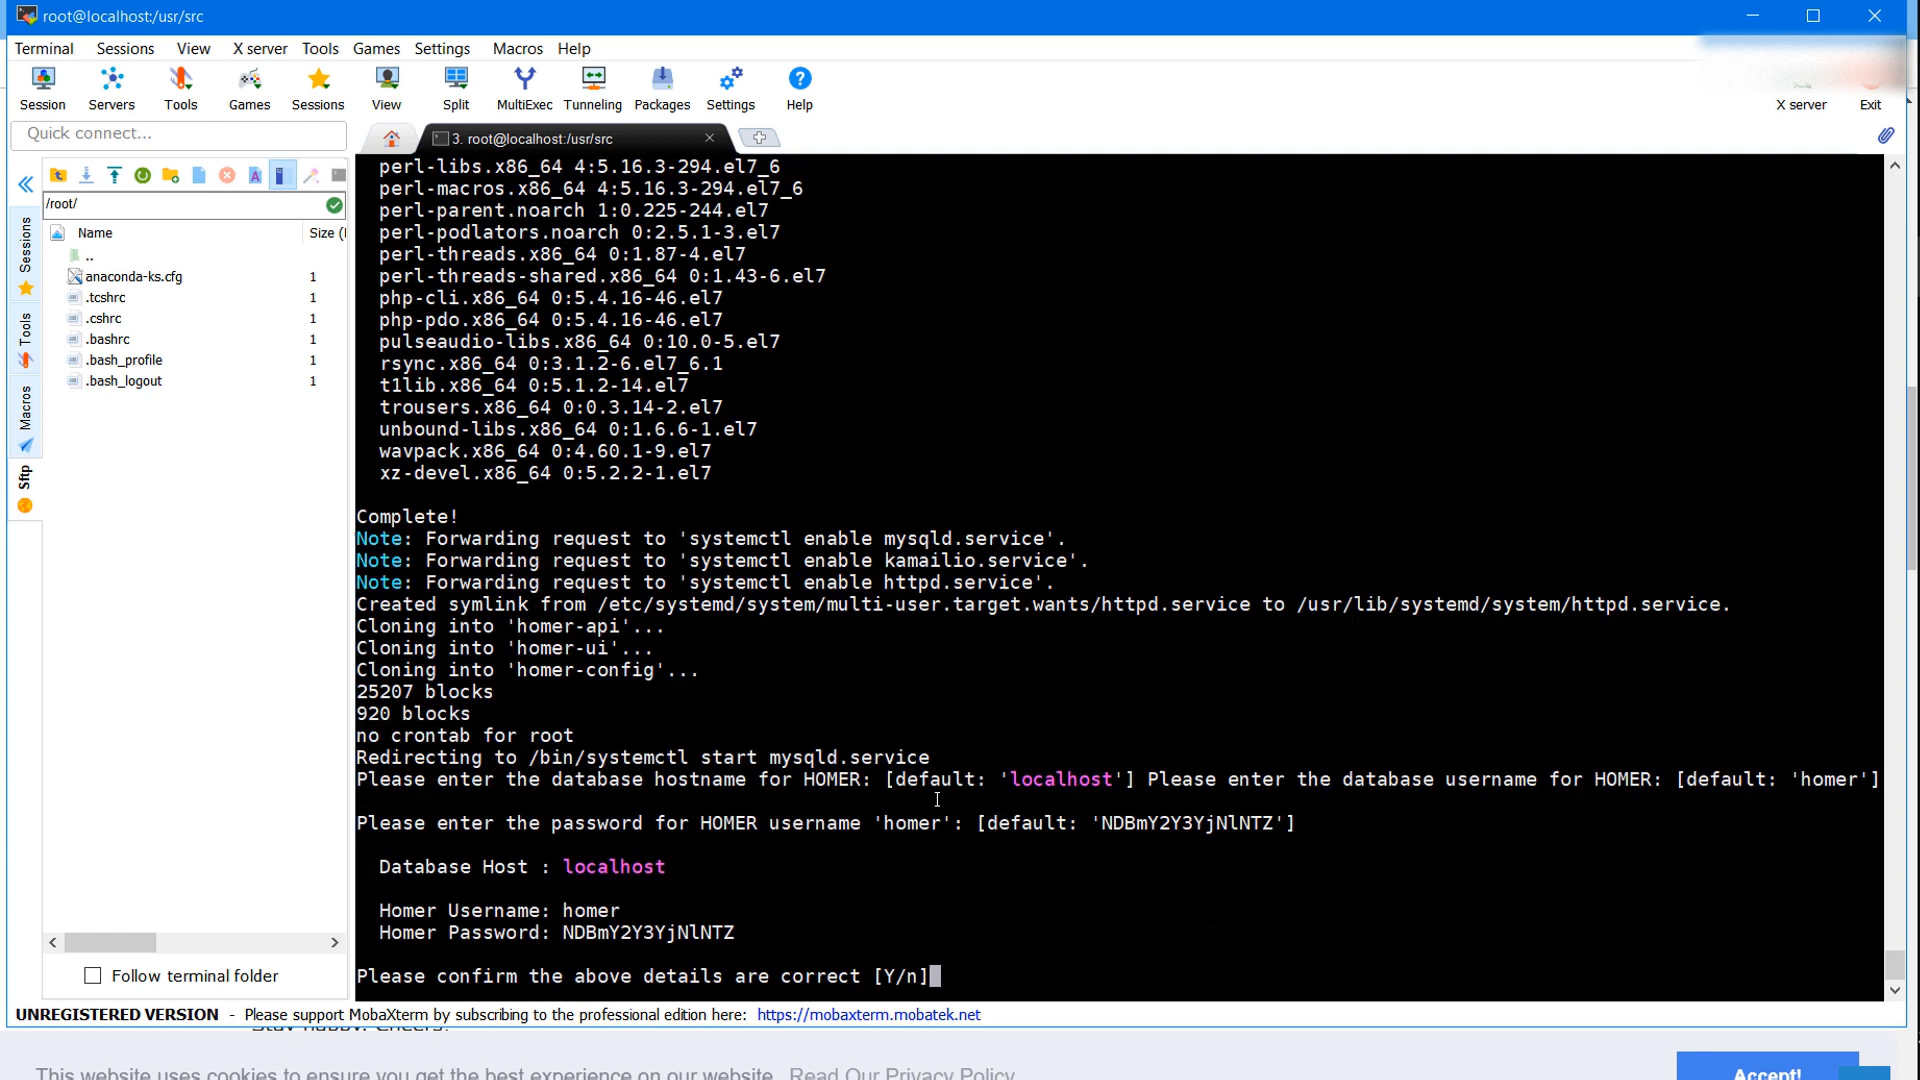 root@localhost:/usr/src
Terminal Sessions View X server Tools Games Settings Macros Help
Session Servers Tools Games Sessions View Split MultiExec Tunneling Packages Settings Help X server Exit
Quick connect...
3. root@localhost:/usr/src
/root/
Name Size (
..
anaconda-ks.cfg 1
.tcshrc 1
.cshrc 1
.bashrc 1
.bash_profile 1
.bash_logout 1
Sessions
Tools
Macros
Sftp
Follow terminal folder
perl-libs.x86_64 4:5.16.3-294.el7_6
perl-macros.x86_64 4:5.16.3-294.el7_6
perl-parent.noarch 1:0.225-244.el7
perl-podlators.noarch 0:2.5.1-3.el7
perl-threads.x86_64 0:1.87-4.el7
perl-threads-shared.x86_64 0:1.43-6.el7
php-cli.x86_64 0:5.4.16-46.el7
php-pdo.x86_64 0:5.4.16-46.el7
pulseaudio-libs.x86_64 0:10.0-5.el7
rsync.x86_64 0:3.1.2-6.el7_6.1
t1lib.x86_64 0:5.1.2-14.el7
trousers.x86_64 0:0.3.14-2.el7
unbound-libs.x86_64 0:1.6.6-1.el7
wavpack.x86_64 0:4.60.1-9.el7
xz-devel.x86_64 0:5.2.2-1.el7
Complete!
Note: Forwarding request to 'systemctl enable mysqld.service'.
Note: Forwarding request to 'systemctl enable kamailio.service'.
Note: Forwarding request to 'systemctl enable httpd.service'.
Created symlink from /etc/systemd/system/multi-user.target.wants/httpd.service to /usr/lib/systemd/system/httpd.service.
Cloning into 'homer-api'...
Cloning into 'homer-ui'...
Cloning into 'homer-config'...
25207 blocks
920 blocks
no crontab for root
Redirecting to /bin/systemctl start mysqld.service
Please enter the database hostname for HOMER: [default: 'localhost'] Please enter the database username for HOMER: [default: 'homer']
Please enter the password for HOMER username 'homer': [default: 'NDBmY2Y3YjNlNTZ']
Database Host : localhost
Homer Username: homer
Homer Password: NDBmY2Y3YjNlNTZ
Please confirm the above details are correct [Y/n]
UNREGISTERED VERSION - Please support MobaXterm by subscribing to the professional edition here: https://mobaxterm.mobatek.net
This website uses cookies to ensure you get the best experience on our website. Read Our Privacy Policy
Accept!